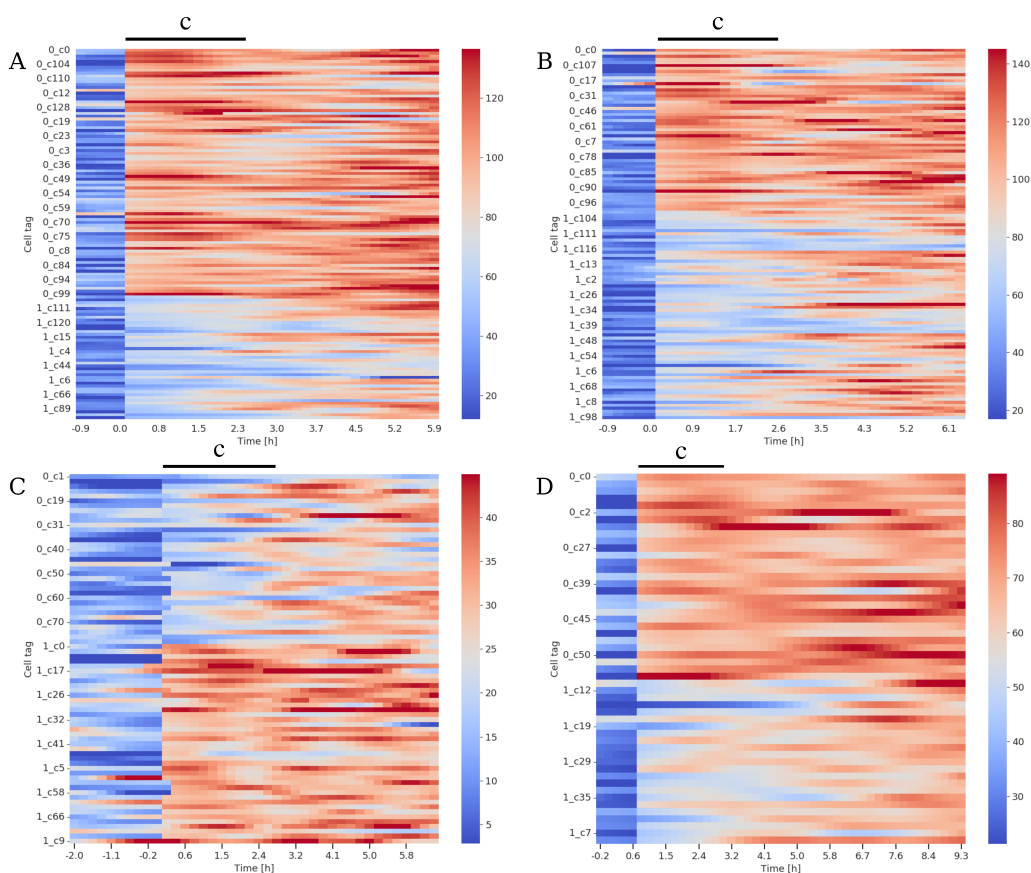 c
c
A
B
0_c0
0_c104
0_c110
0_c12
0_c128
0_c19
0_c23
0_c3
0_c36
0_c49
0_c54
0_c59
0_c70
0_c75
0_c8
0_c84
0_c94
0_c99
1_c111
1_c120
1_c15
1_c4
1_c44
1_c6
1_c66
1_c89
Cell tag
-0.9 0.0 0.8 1.5 2.3 3.0 3.7 4.5 5.2 5.9
Time [h]
120
100
80
60
40
20
0_c0
0_c107
0_c17
0_c31
0_c46
0_c61
0_c7
0_c78
0_c85
0_c90
0_c96
1_c104
1_c111
1_c116
1_c13
1_c2
1_c26
1_c34
1_c39
1_c48
1_c54
1_c6
1_c68
1_c8
1_c98
Cell tag
-0.9 0.0 0.9 1.7 2.6 3.5 4.3 5.2 6.1
Time [h]
140
120
100
80
60
40
20
c
c
C
D
0_c1
0_c19
0_c31
0_c40
0_c50
0_c60
0_c70
1_c0
1_c17
1_c26
1_c32
1_c41
1_c5
1_c58
1_c66
1_c9
Cell tag
-2.0 -1.1 -0.2 0.6 1.5 2.4 3.2 4.1 5.0 5.8
Time [h]
40
35
30
25
20
15
10
5
0_c0
0_c2
0_c27
0_c39
0_c45
0_c50
1_c12
1_c19
1_c29
1_c35
1_c7
Cell tag
-0.2 0.6 1.5 2.4 3.2 4.1 5.0 5.8 6.7 7.6 8.4 9.3
Time [h]
80
70
60
50
40
30